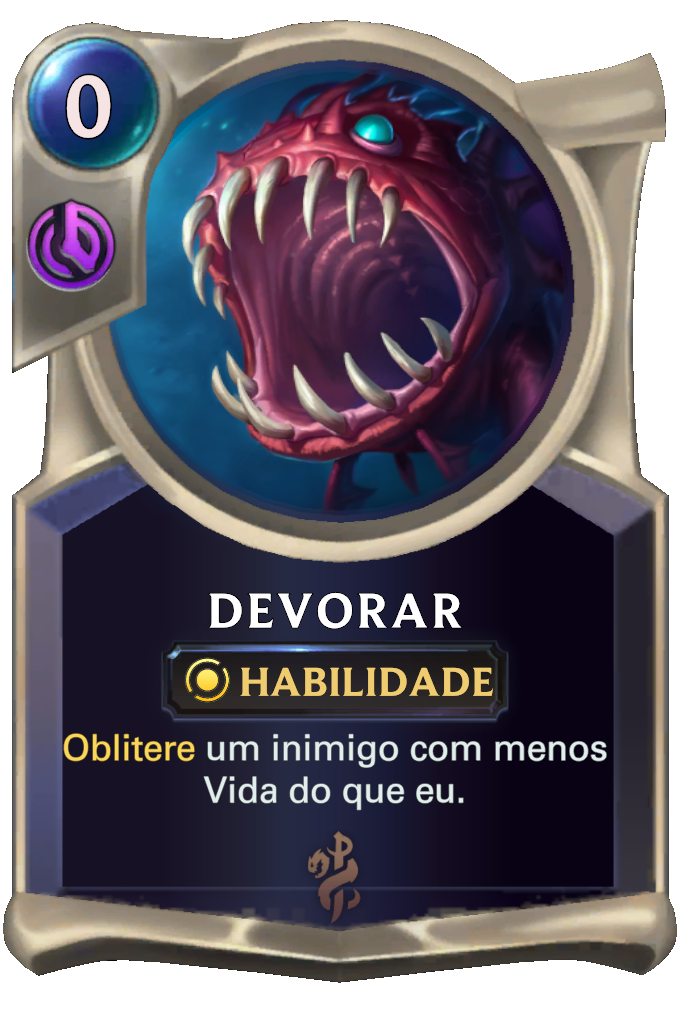 0
DEVORAR
HABILIDADE
Oblitere um inimigo com menos
Vida do que eu.